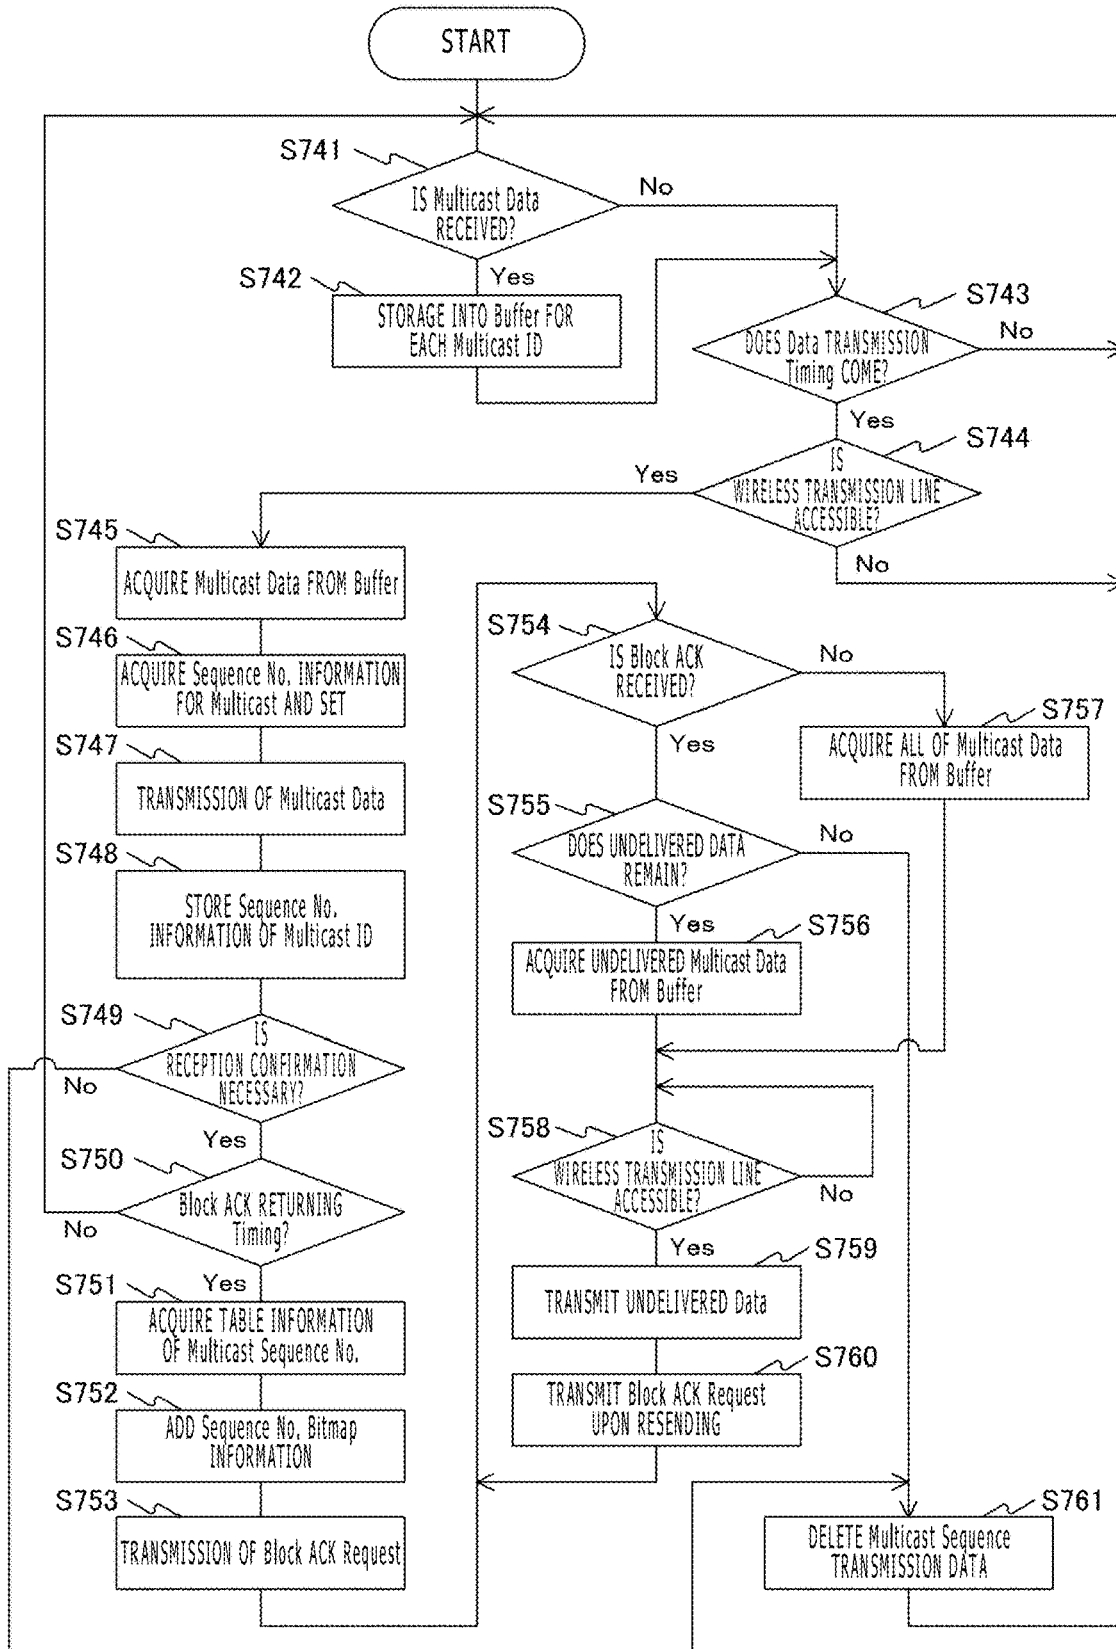 START
S741
IS Multicast Data
RECEIVED?
No
Yes
S742
STORAGE INTO Buffer FOR
EACH Multicast ID
S743
DOES Data TRANSMISSION
Timing COME?
No
Yes
S744
IS
WIRELESS TRANSMISSION LINE
ACCESSIBLE?
Yes
No
S745
ACQUIRE Multicast Data FROM Buffer
S746
ACQUIRE Sequence No. INFORMATION
FOR Multicast AND SET
S747
TRANSMISSION OF Multicast Data
S748
STORE Sequence No.
INFORMATION OF Multicast ID
S749
IS
RECEPTION CONFIRMATION
NECESSARY?
No
Yes
S750
Block ACK RETURNING
Timing?
No
Yes
S751
ACQUIRE TABLE INFORMATION
OF Multicast Sequence No.
S752
ADD Sequence No. Bitmap
INFORMATION
S753
TRANSMISSION OF Block ACK Request
S754
IS Block ACK
RECEIVED?
No
Yes
S757
ACQUIRE ALL OF Multicast Data
FROM Buffer
S755
DOES UNDELIVERED DATA
REMAIN?
No
Yes
S756
ACQUIRE UNDELIVERED Multicast Data
FROM Buffer
S758
IS
WIRELESS TRANSMISSION LINE
ACCESSIBLE?
No
Yes
S759
TRANSMIT UNDELIVERED Data
S760
TRANSMIT Block ACK Request
UPON RESENDING
S761
DELETE Multicast Sequence
TRANSMISSION DATA